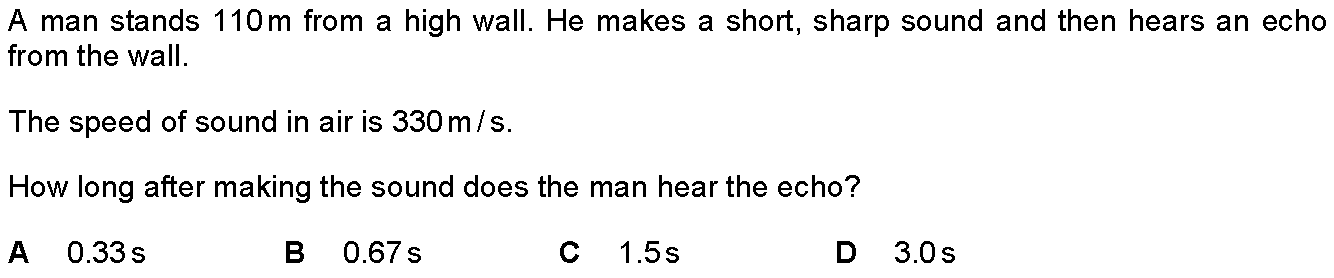 A man stands 110 m from a high wall. He makes a short, sharp sound and then hears an echo
from the wall.
The speed of sound in air is 330 m / s.
How long after making the sound does the man hear the echo?
A 0.33 s B 0.67 s C 1.5 s D 3.0 s